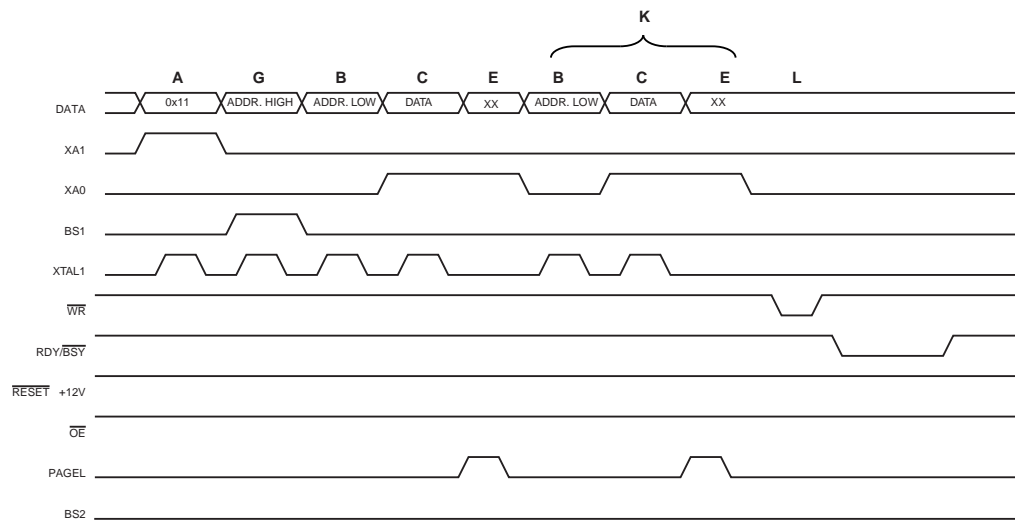 K
A G B C E B C E L
DATA 0x11 ADDR. HIGH ADDR. LOW DATA XX ADDR. LOW DATA XX
XA1
XA0
BS1
XTAL1
WR
RDY/BSY
RESET +12V
OE
PAGEL
BS2